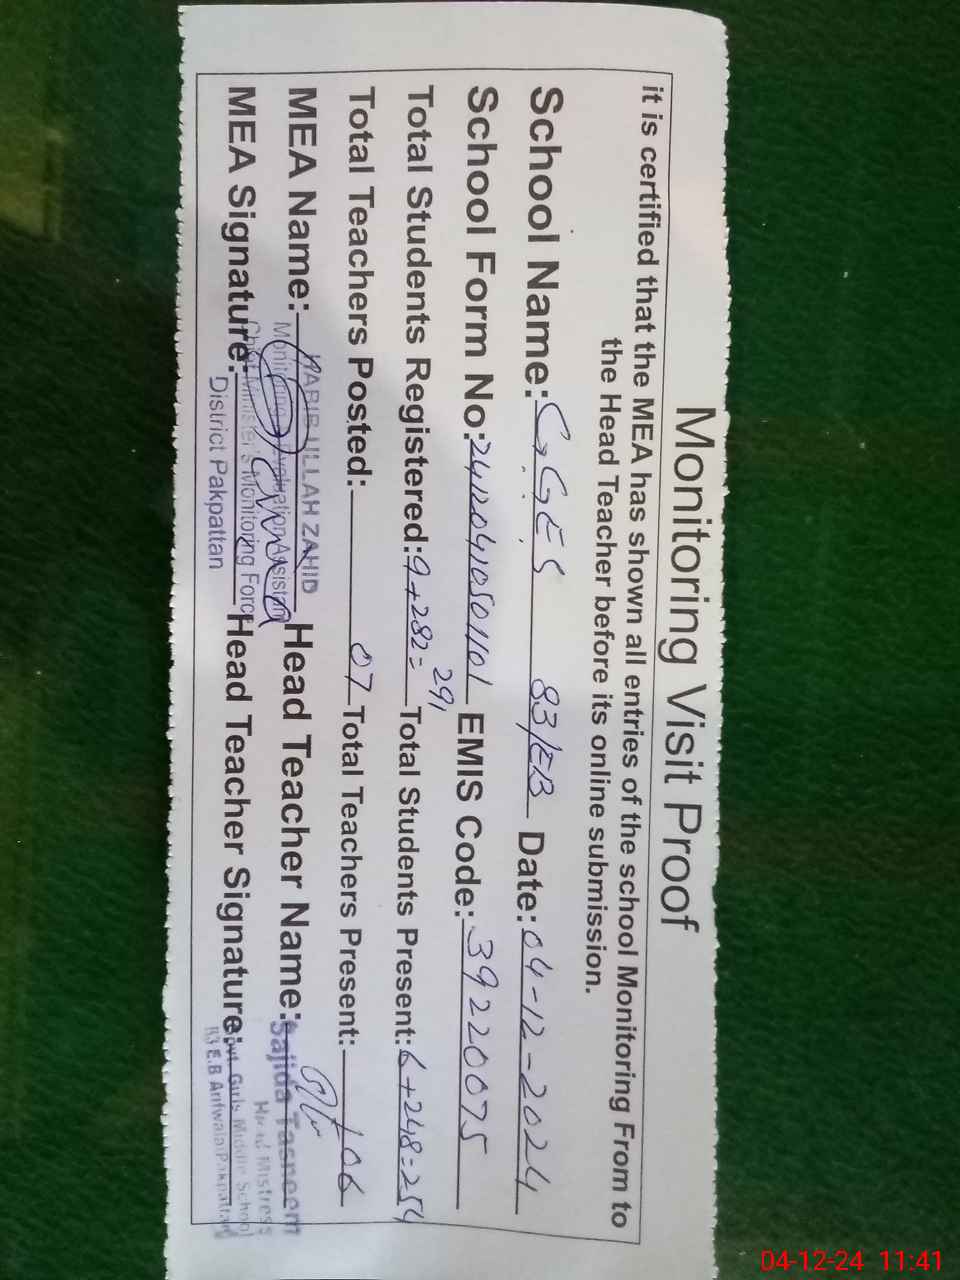 Monitoring Visit Proof
it is certified that the MEA has shown all entries of the school Monitoring From to
the Head Teacher before its online submission.
School Name: GGES 83/EB Date: 04-12-2024
School Form No: EMIS Code: 39220075
Total Students Registered: 9+282= 291 Total Students Present: 6+248=254
Total Teachers Posted: 07 Total Teachers Present: 06
MEA Name: HABIB ULLAH ZAHID Head Teacher Name: Sajida Tasneem
Monitoring Evaluation Assistant Head Mistress
MEA Signature: Chief Minister's Monitoring Force Head Teacher Signature: Govt. Girls Middle School
District Pakpattan 83 E.B Arifwala Pakpattan
04-12-24 11:41